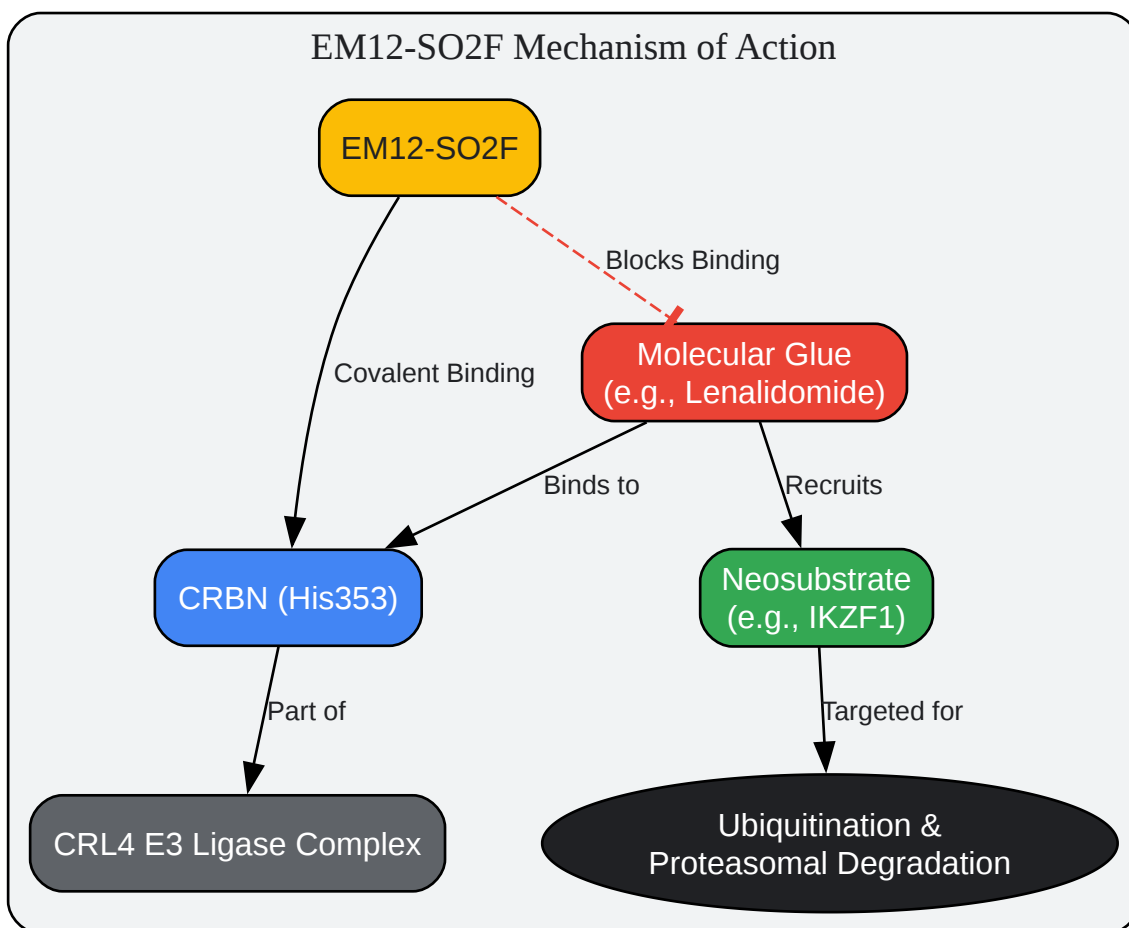 EM12-SO2F Mechanism of Action
EM12-SO2F
Blocks Binding
Molecular Glue
(e.g., Lenalidomide)
Covalent Binding
Binds to
Recruits
CRBN (His353)
Neosubstrate
(e.g., IKZF1)
Part of
Targeted for
CRL4 E3 Ligase Complex
Ubiquitination &
Proteasomal Degradation